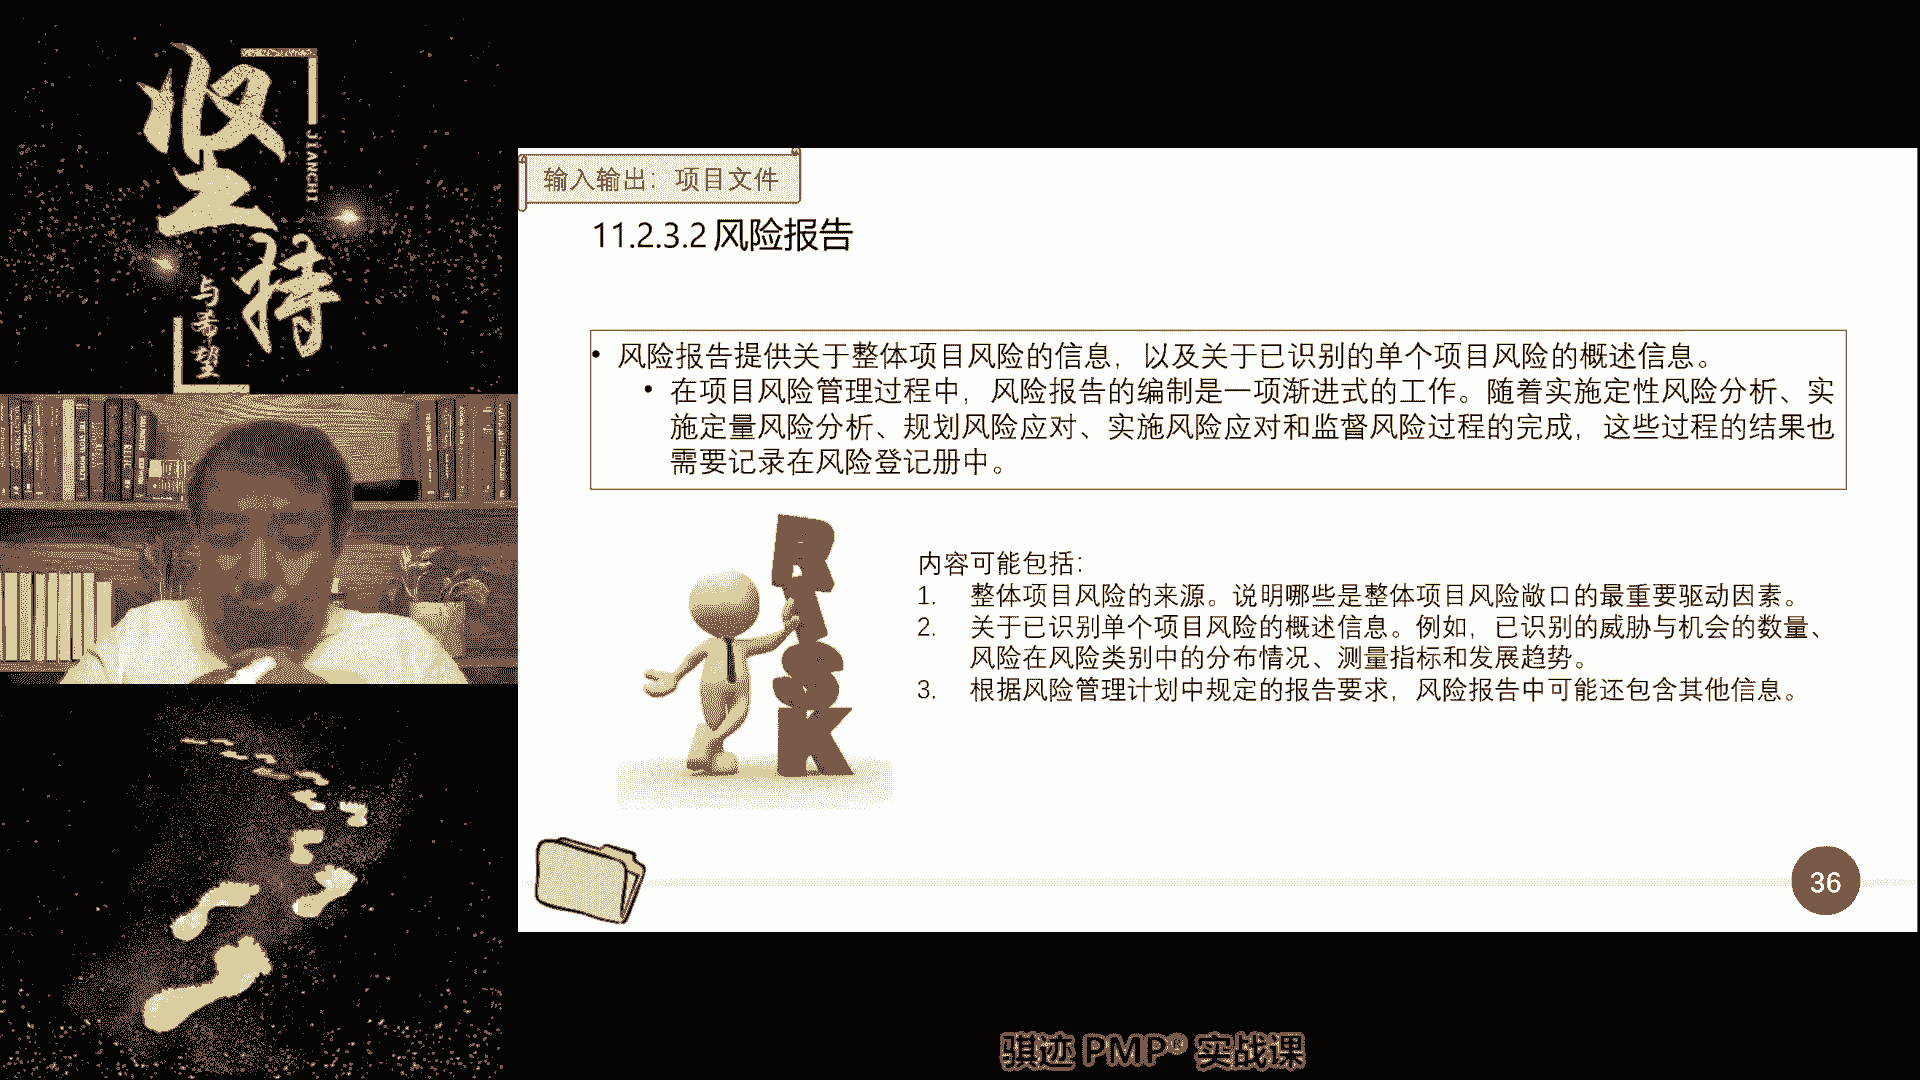 坚持
JIANCHI
与希望
输入输出：项目文件
11.2.3.2 风险报告
• 风险报告提供关于整体项目风险的信息，以及关于已识别的单个项目风险的概述信息。
• 在项目风险管理过程中，风险报告的编制是一项渐进式的工作。随着实施定性风险分析、实
施定量风险分析、规划风险应对、实施风险应对和监督风险过程的完成，这些过程的结果也
需要记录在风险登记册中。
RISK
内容可能包括：
1. 整体项目风险的来源。说明哪些是整体项目风险敞口的最重要驱动因素。
2. 关于已识别单个项目风险的概述信息。例如，已识别的威胁与机会的数量、
风险在风险类别中的分布情况、测量指标和发展趋势。
3. 根据风险管理计划中规定的报告要求，风险报告中可能还包含其他信息。
36
骐迹 PMP® 实战课